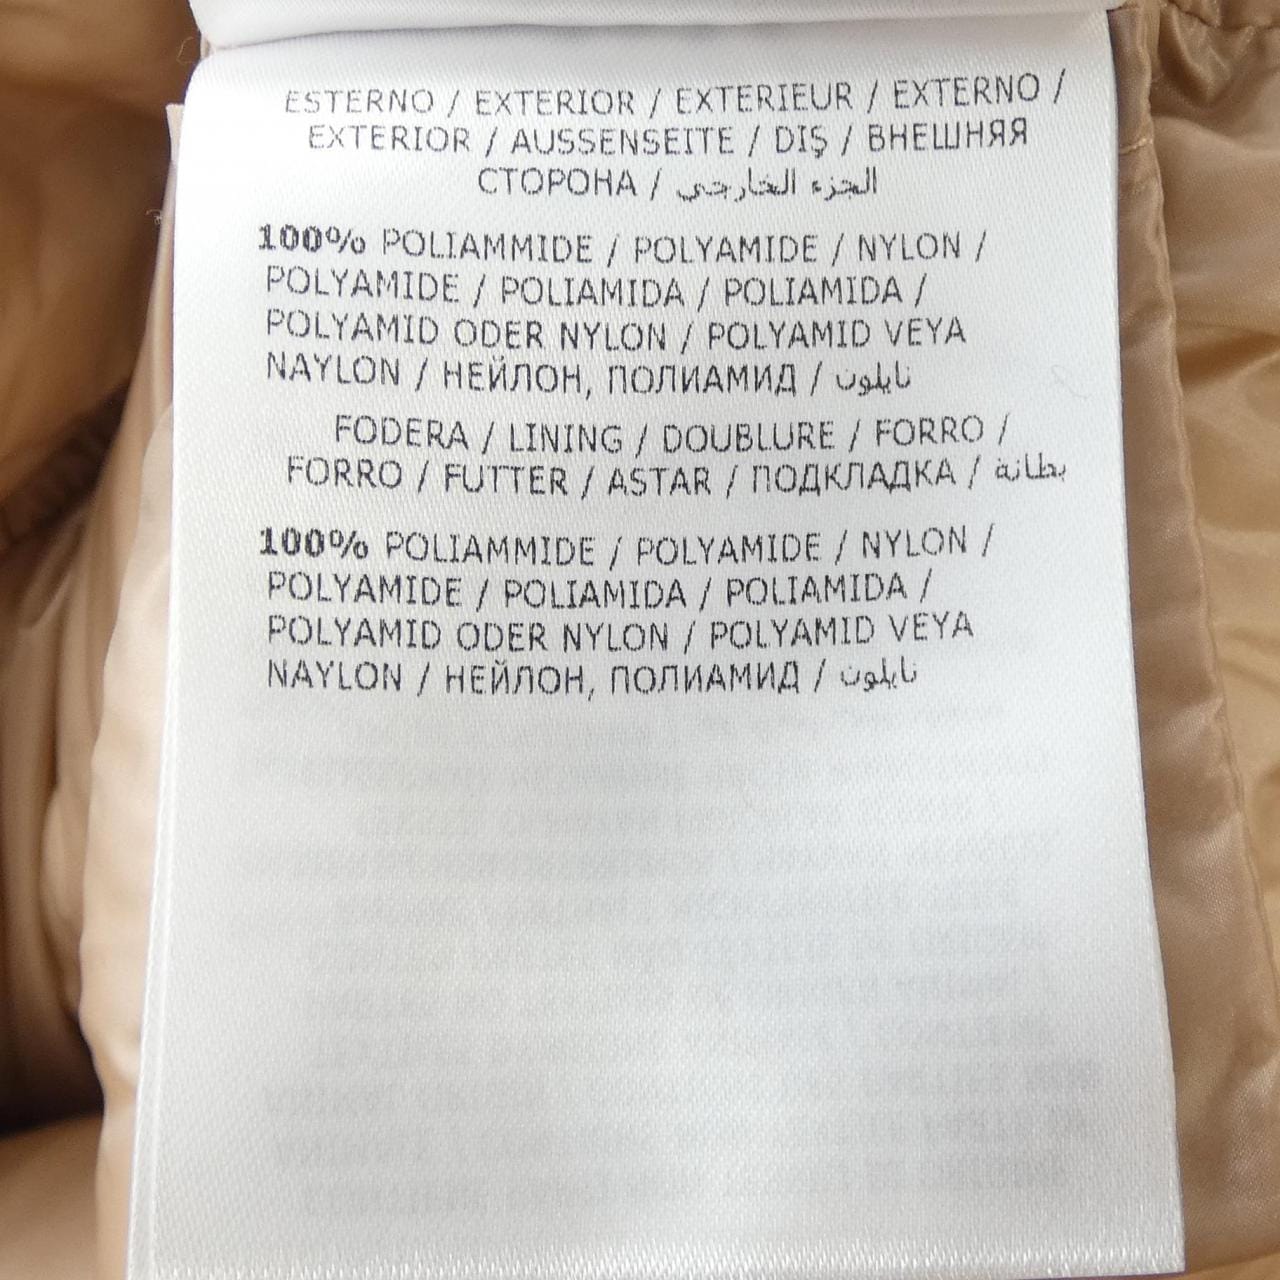 ESTERNO / EXTERIOR / EXTERIEUR / EXTERNO /
EXTERIOR / AUSSENSEITE / DIŞ / ВНЕШНЯЯ
СТОРОНА / الجزء الخارجي
100% POLIAMMIDE / POLYAMIDE / NYLON /
POLYAMIDE / POLIAMIDA / POLIAMIDA /
POLYAMID ODER NYLON / POLYAMID VEYA
NAYLON / НЕЙЛОН, ПОЛИАМИД / نايلون
FODERA / LINING / DOUBLURE / FORRO /
FORRO / FUTTER / ASTAR / ПОДКЛАДКА / بطانة
100% POLIAMMIDE / POLYAMIDE / NYLON /
POLYAMIDE / POLIAMIDA / POLIAMIDA /
POLYAMID ODER NYLON / POLYAMID VEYA
NAYLON / НЕЙЛОН, ПОЛИАМИД / نايلون